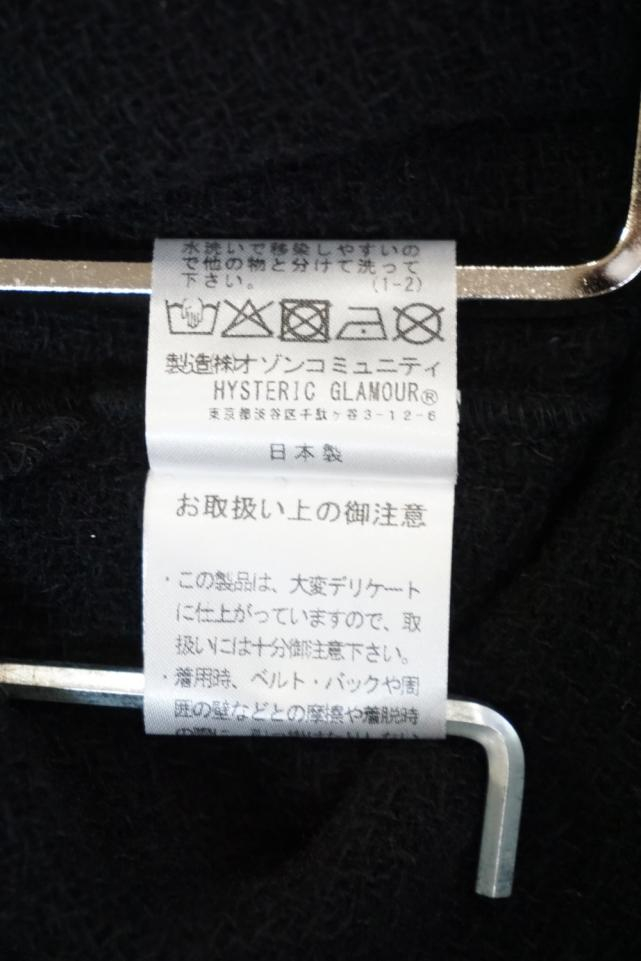 水洗いで移染しやすいの
で他の物と分けて洗って
下さい。 (1-2)
製造㈱オゾンコミュニティ
HYSTERIC GLAMOUR®
東京都渋谷区千駄ヶ谷3-12-6
日本製
お取扱い上の御注意
・この製品は、大変デリケート
に仕上がっていますので、取
扱いには十分御注意下さい。
・着用時、ベルト・バックや周
囲の壁などとの摩擦や着脱時